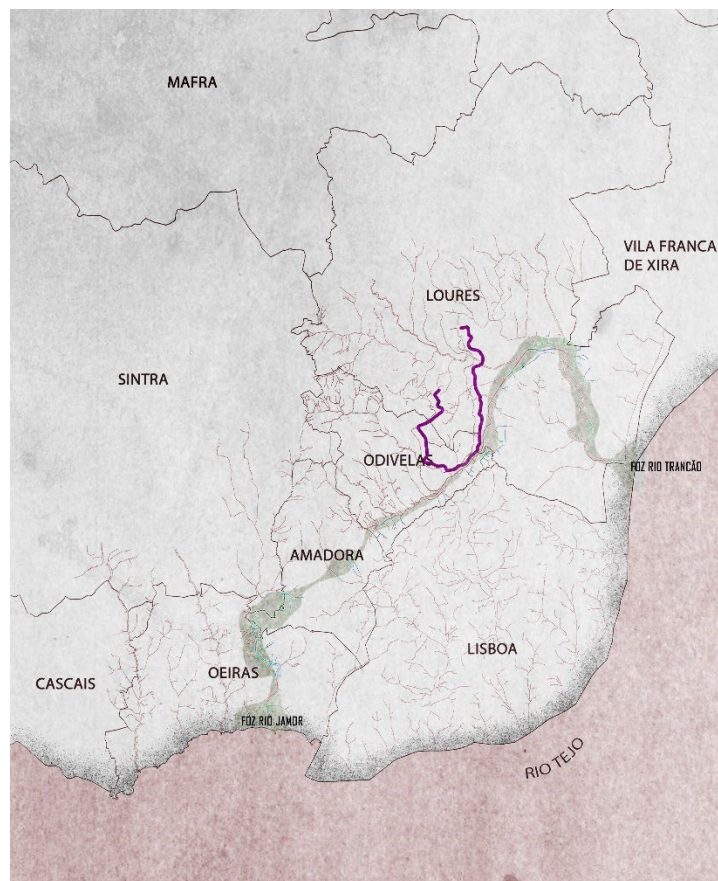 MAFRA
VILA FRANCA
DE XIRA
LOURES
SINTRA
ODIVELAS
FOZ RIO TRANCÃO
AMADORA
LISBOA
OEIRAS
CASCAIS
FOZ RIO JAMOR
RIO TEJO